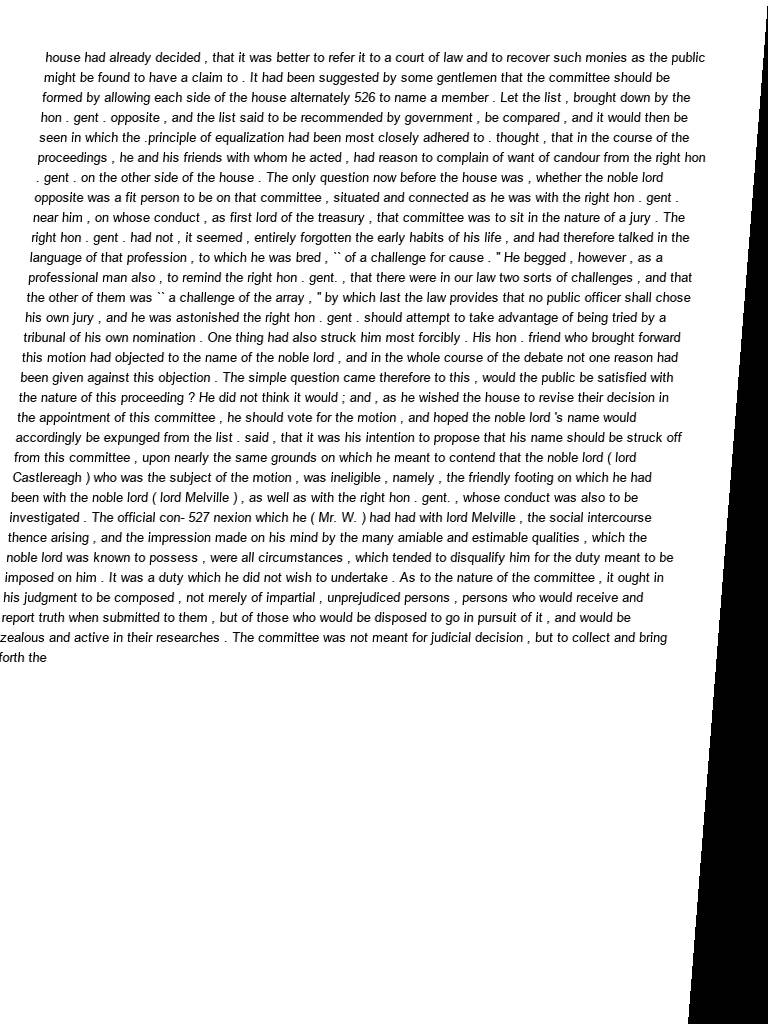 house had already decided , that it was better to refer it to a court of law and to recover such monies as the public
might be found to have a claim to . It had been suggested by some gentlemen that the committee should be
formed by allowing each side of the house alternately 526 to name a member . Let the list , brought down by the
hon . gent . opposite , and the list said to be recommended by government , be compared , and it would then be
seen in which the .principle of equalization had been most closely adhered to . thought , that in the course of the
proceedings , he and his friends with whom he acted , had reason to complain of want of candour from the right hon
. gent . on the other side of the house . The only question now before the house was , whether the noble lord
opposite was a fit person to be on that committee , situated and connected as he was with the right hon . gent .
near him , on whose conduct , as first lord of the treasury , that committee was to sit in the nature of a jury . The
right hon . gent . had not , it seemed , entirely forgotten the early habits of his life , and had therefore talked in the
language of that profession , to which he was bred , `` of a challenge for cause . " He begged , however , as a
professional man also , to remind the right hon . gent. , that there were in our law two sorts of challenges , and that
the other of them was `` a challenge of the array , " by which last the law provides that no public officer shall chose
his own jury , and he was astonished the right hon . gent . should attempt to take advantage of being tried by a
tribunal of his own nomination . One thing had also struck him most forcibly . His hon . friend who brought forward
this motion had objected to the name of the noble lord , and in the whole course of the debate not one reason had
been given against this objection . The simple question came therefore to this , would the public be satisfied with
the nature of this proceeding ? He did not think it would ; and , as he wished the house to revise their decision in
the appointment of this committee , he should vote for the motion , and hoped the noble lord 's name would
accordingly be expunged from the list . said , that it was his intention to propose that his name should be struck off
from this committee , upon nearly the same grounds on which he meant to contend that the noble lord ( lord
Castlereagh ) who was the subject of the motion , was ineligible , namely , the friendly footing on which he had
been with the noble lord ( lord Melville ) , as well as with the right hon . gent. , whose conduct was also to be
investigated . The official con- 527 nexion which he ( Mr. W. ) had had with lord Melville , the social intercourse
thence arising , and the impression made on his mind by the many amiable and estimable qualities , which the
noble lord was known to possess , were all circumstances , which tended to disqualify him for the duty meant to be
imposed on him . It was a duty which he did not wish to undertake . As to the nature of the committee , it ought in
his judgment to be composed , not merely of impartial , unprejudiced persons , persons who would receive and
report truth when submitted to them , but of those who would be disposed to go in pursuit of it , and would be
zealous and active in their researches . The committee was not meant for judicial decision , but to collect and bring
forth the